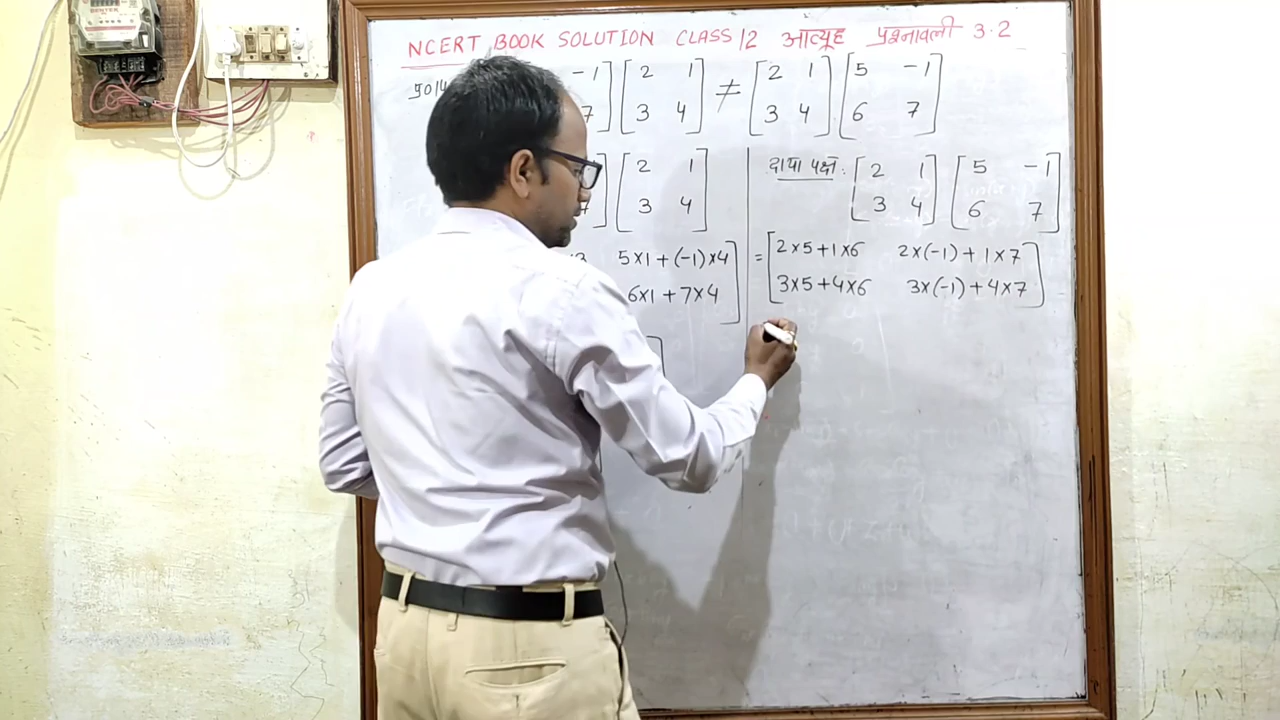 NCERT BOOK SOLUTION CLASS 12 आव्यूह प्रश्नावली 3.2
प्र014 -1 2 1 ≠ 2 1 5 -1
7 3 4 3 4 6 7
2 1
3 4
5×1+(-1)×4
6×1+7×4
दाया पक्ष: 2 1 5 -1
3 4 6 7
= 2×5+1×6 2×(-1)+1×7
3×5+4×6 3×(-1)+4×7